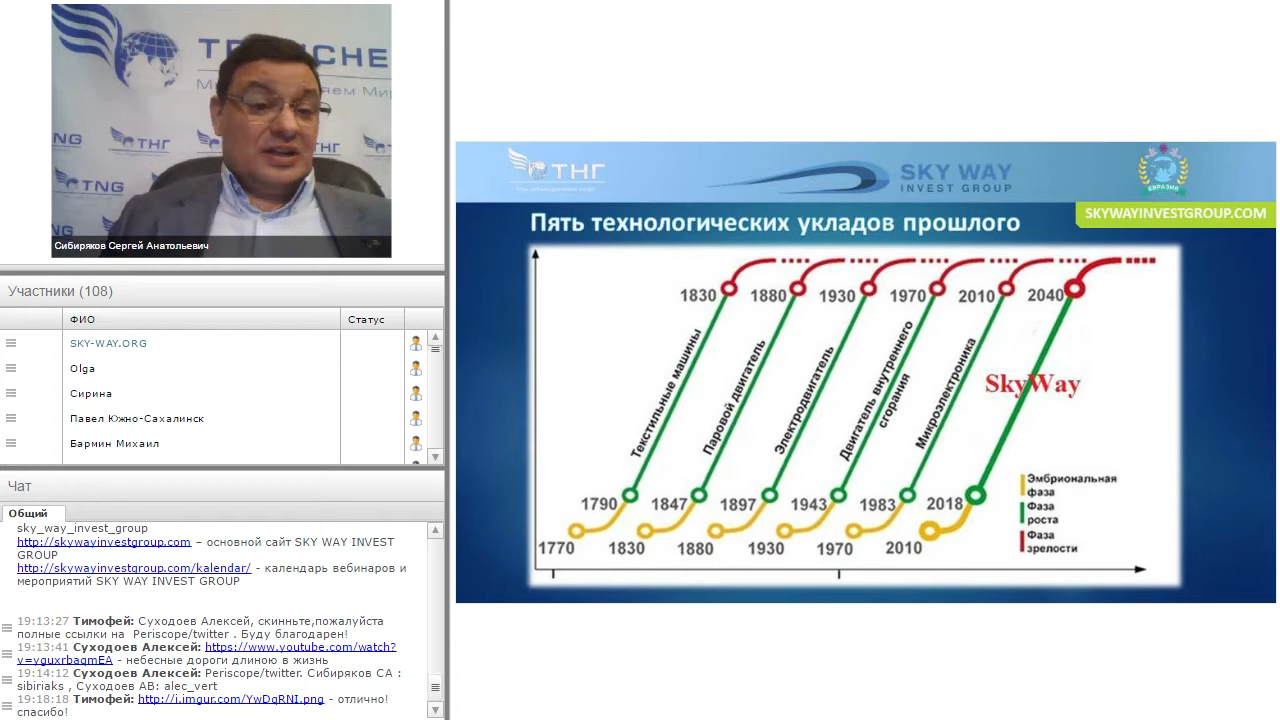 ТНГ
TNG
ТНГ
TNG
TNG
Сибиряков Сергей Анатольевич
Участники (108)
ФИО
Статус
SKY-WAY.ORG
Olga
Сирина
Павел Южно-Сахалинск
Бармин Михаил
Чат
Общий
sky_way_invest_group
http://skywayinvestgroup.com – основной сайт SKY WAY INVEST
GROUP
http://skywayinvestgroup.com/kalendar/ - календарь вебинаров и
мероприятий SKY WAY INVEST GROUP
19:13:27 Тимофей: Суходоев Алексей, скинньте,пожалуйста
полные ссылки на Periscope/twitter . Буду благодарен!
19:13:41 Суходоев Алексей: https://www.youtube.com/watch?
v=yguxrbaqmEA - небесные дороги длиною в жизнь
19:14:12 Суходоев Алексей: Periscope/twitter. Сибиряков СА :
sibiriaks , Суходоев АВ: alec_vert
19:18:18 Тимофей: http://i.imgur.com/YwDqRNI.png - отлично!
спасибо!
ТНГ
SKY WAY
INVEST GROUP
ЕВРАЗИЯ
SKYWAYINVESTGROUP.COM
Пять технологических укладов прошлого
1830
1880
1930
1970
2010
2040
Текстильные машины
Паровой двигатель
Электродвигатель
Двигатель внутреннего
сгорания
Микроэлектроника
SkyWay
1790
1847
1897
1943
1983
2018
1770
1830
1880
1930
1970
2010
Эмбриональная
фаза
Фаза
роста
Фаза
зрелости